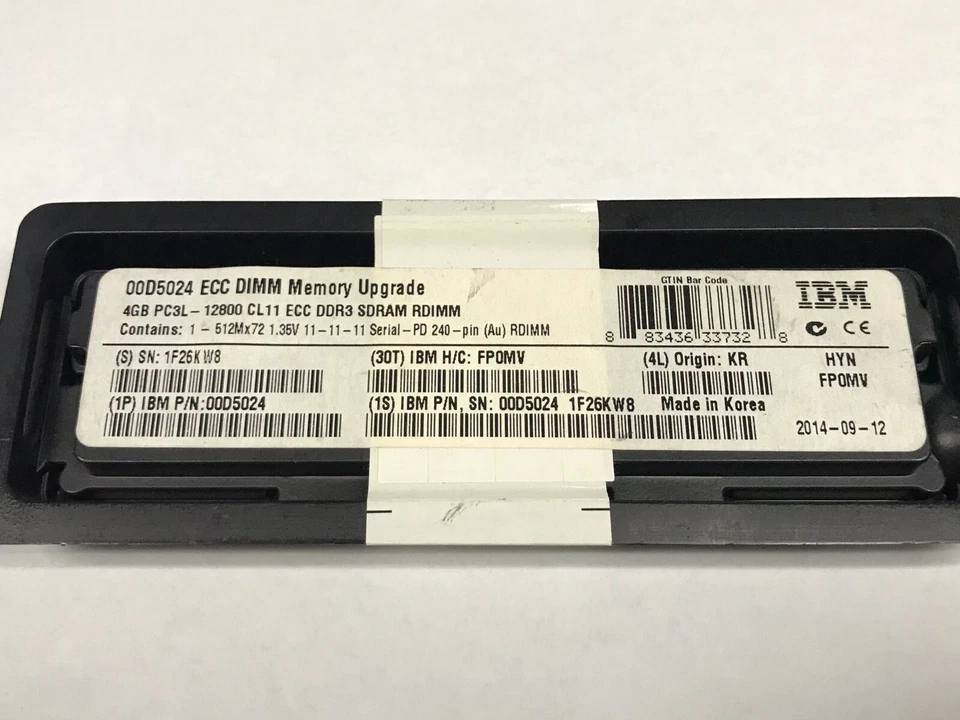 00D5024 ECC DIMM Memory Upgrade
4GB PC3L-12800 CL11 ECC DDR3 SDRAM RDIMM
Contains: 1 - 512Mx72 1.35V 11-11-11 Serial-PD 240-pin (Au) RDIMM
GTIN Bar Code
8 83436 33732 8
IBM
CE
(S) SN: 1F26KW8
(30T) IBM H/C: FP0MV
(4L) Origin: KR
HYN
FP0MV
(1P) IBM P/N:00D5024
(1S) IBM P/N, SN: 00D5024 1F26KW8
Made in Korea
2014-09-12